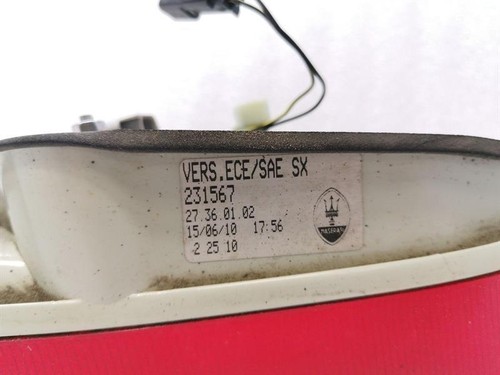 VERS.ECE/SAE SX
231567
27.36.01.02
15/06/10 17:56
2 25 10
MASERATI